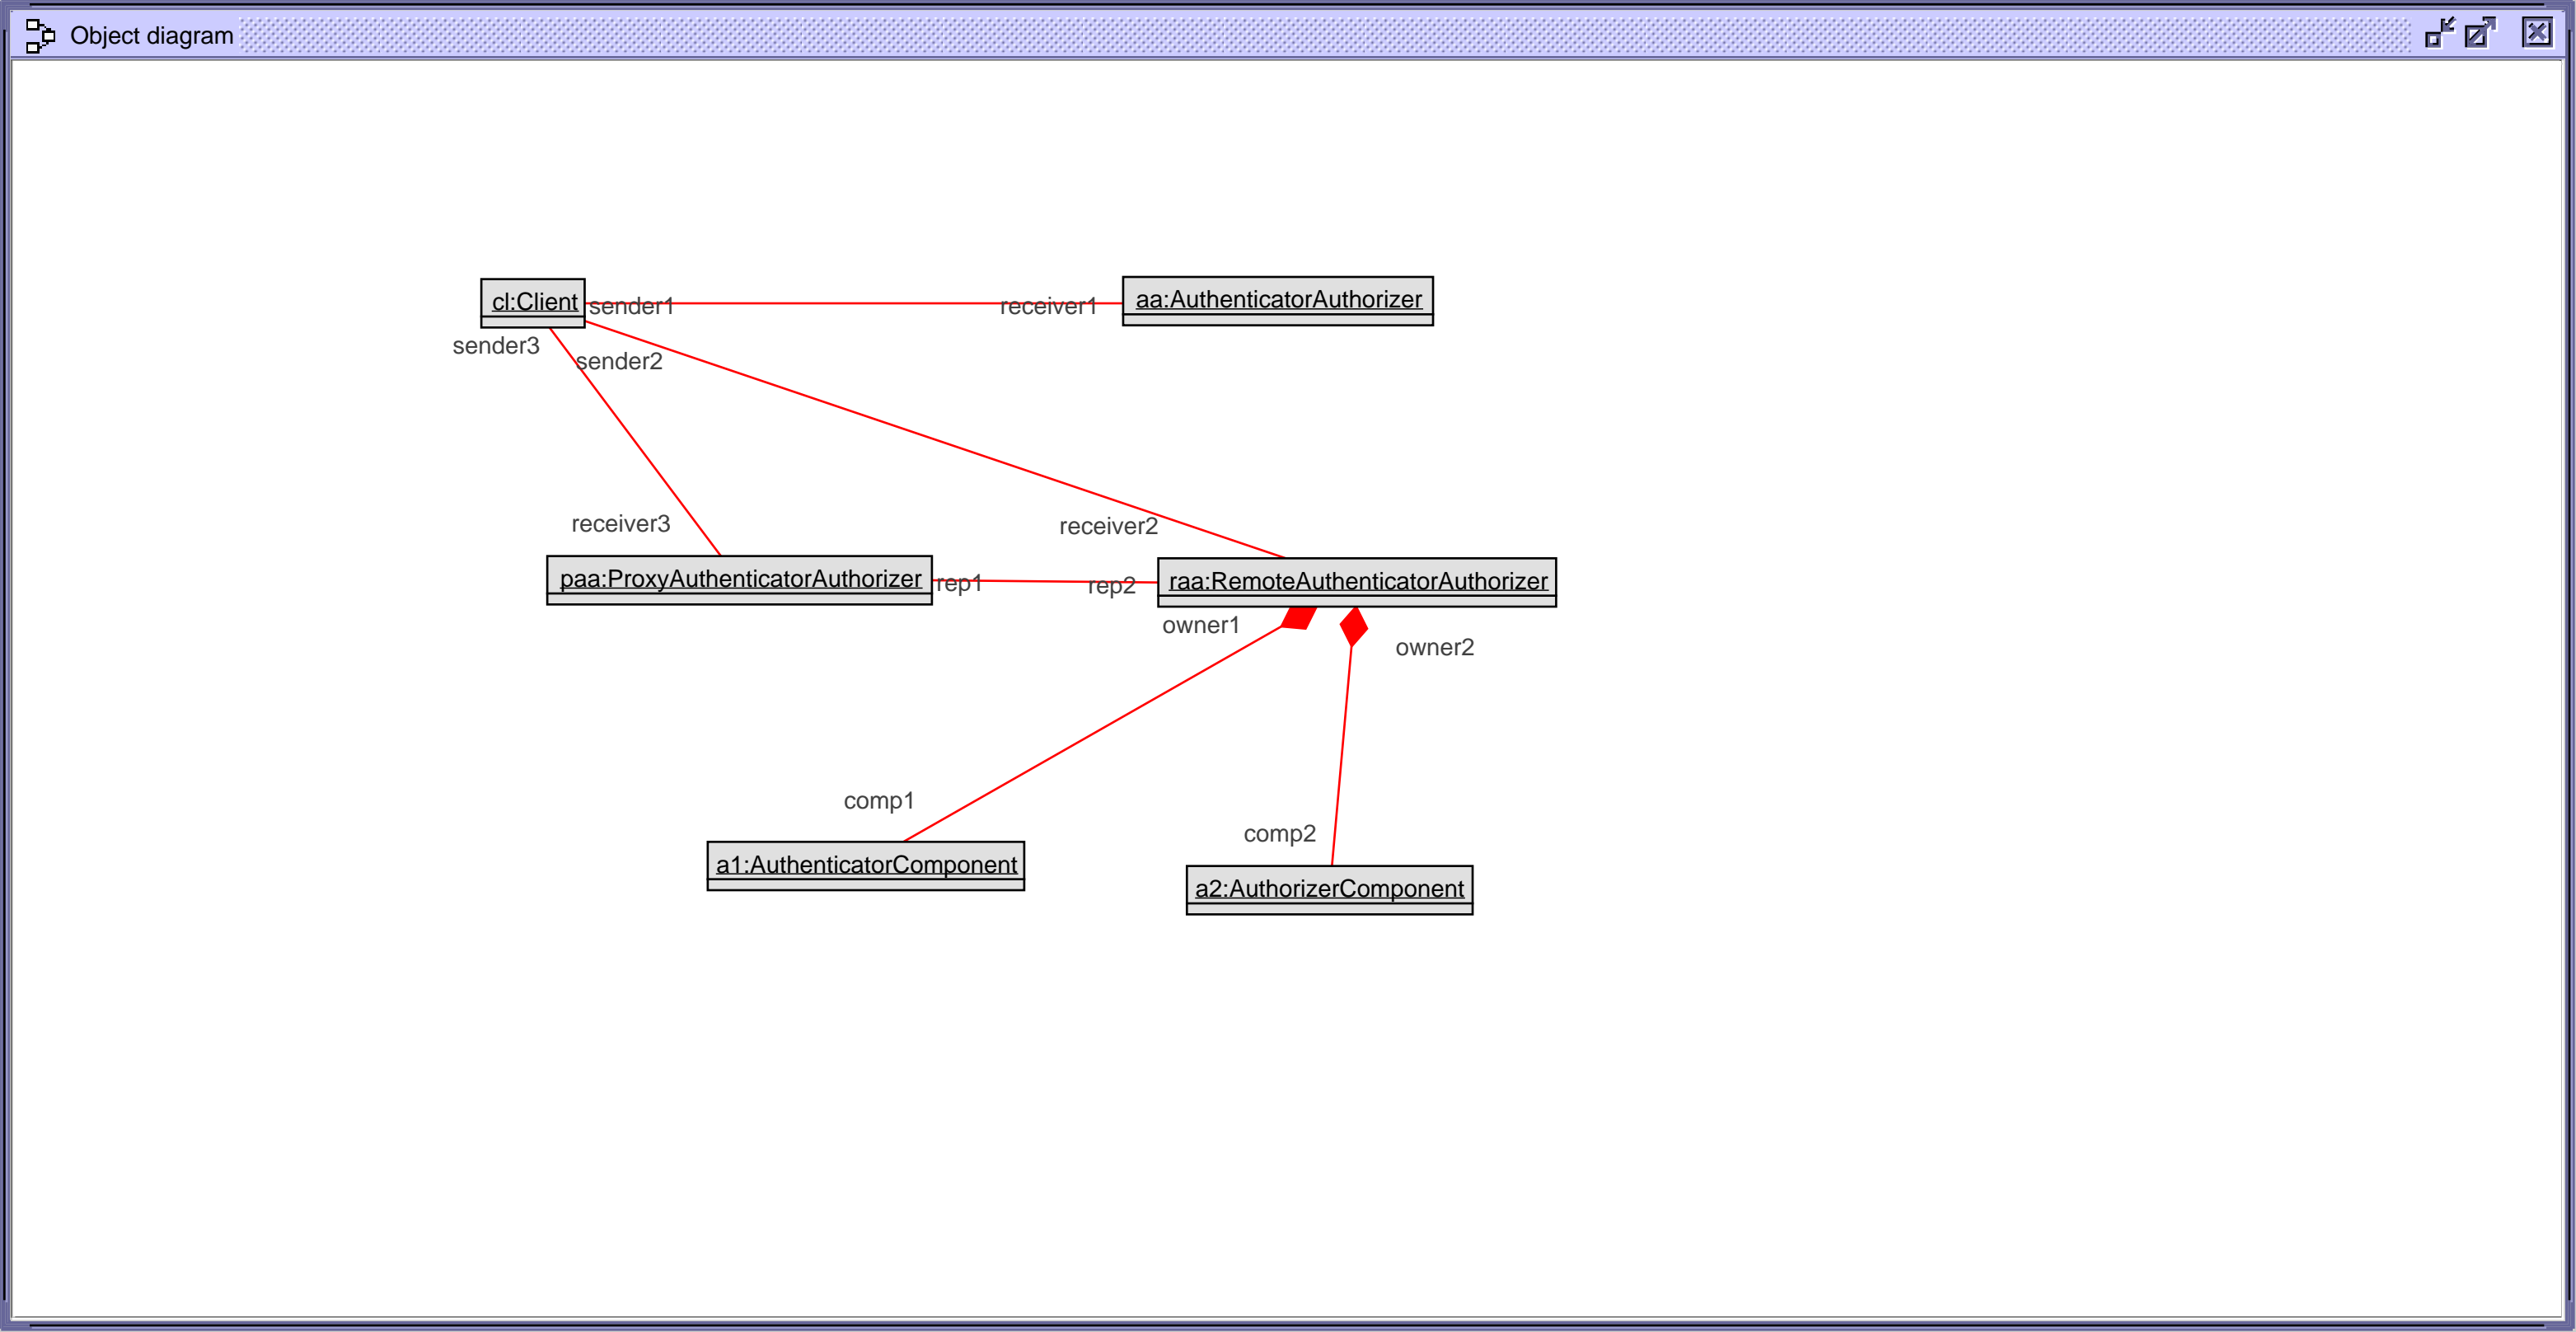 Object diagram
cl:Client
sender1
receiver1
aa:AuthenticatorAuthorizer
sender3
sender2
receiver3
receiver2
paa:ProxyAuthenticatorAuthorizer
rep1
rep2
raa:RemoteAuthenticatorAuthorizer
owner1
owner2
comp1
comp2
a1:AuthenticatorComponent
a2:AuthorizerComponent